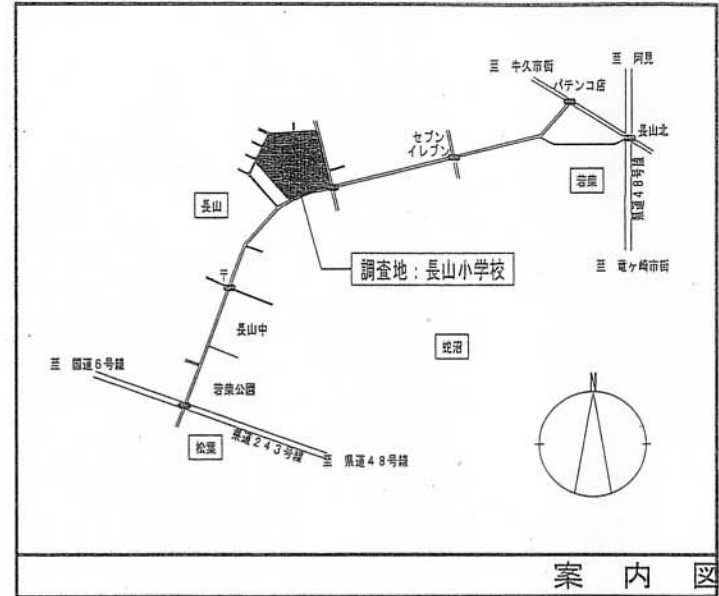 至 阿見
至 牛久市街
パチンコ店
長山北
セブン
イレブン
若柴
県道48号線
長山
至 竜ヶ崎市街
調査地：長山小学校
〒
長山中
蛇沼
至 国道6号線
若柴公園
N
県道243号線
至 県道48号線
松葉
案内図